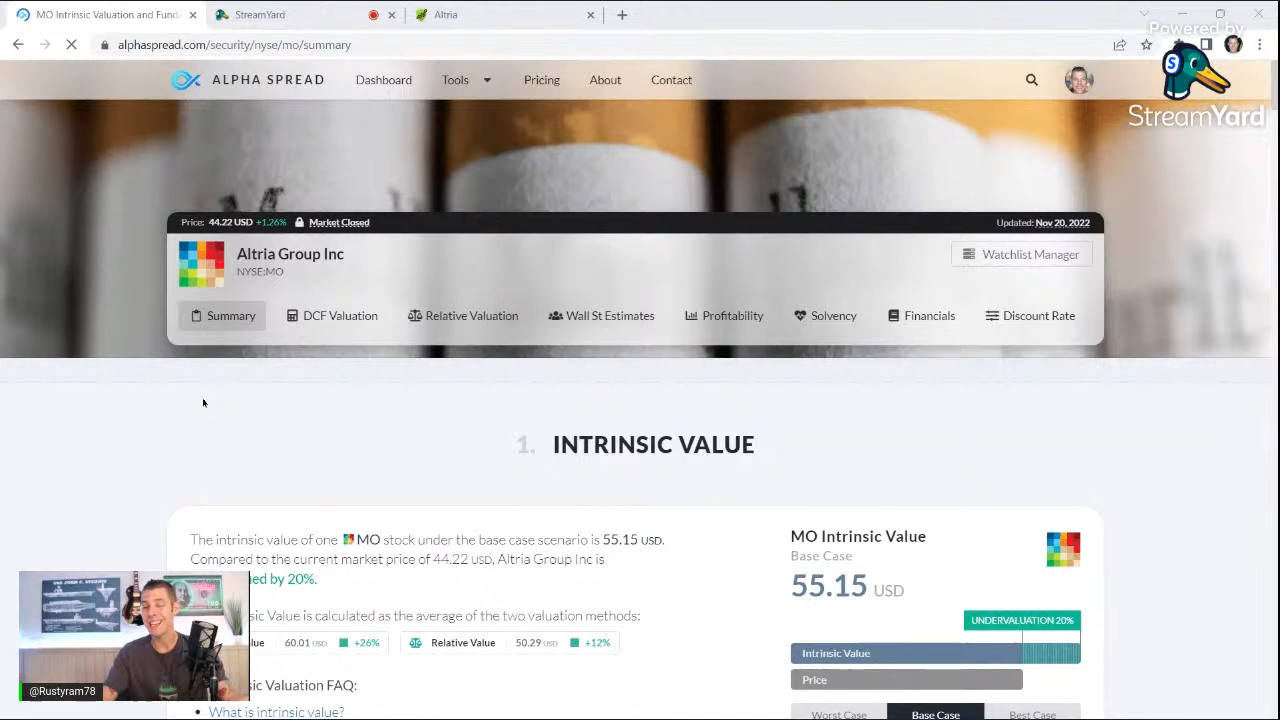 MO Intrinsic Valuation and Fund
StreamYard
Altria
alphaspread.com/security/nyse/mo/summary
Powered by
StreamYard
ALPHA SPREAD
Dashboard
Tools
Pricing
About
Contact
Price: 44.22 USD +1.26% Market Closed
Updated: Nov 20, 2022
Altria Group Inc
NYSE:MO
Watchlist Manager
Summary
DCF Valuation
Relative Valuation
Wall St Estimates
Profitability
Solvency
Financials
Discount Rate
1. INTRINSIC VALUE
The intrinsic value of one MO stock under the base case scenario is 55.15 USD.
Compared to the current market price of 44.22 USD, Altria Group Inc is
ed by 20%.
sic Value is calculated as the average of the two valuation methods:
lue 60.01 USD +26%
Relative Value 50.29 USD +12%
sic Valuation FAQ:
• What is intrinsic value?
MO Intrinsic Value
Base Case
55.15 USD
UNDERVALUATION 20%
Intrinsic Value
Price
Worst Case
Base Case
Best Case
@Rustyram78